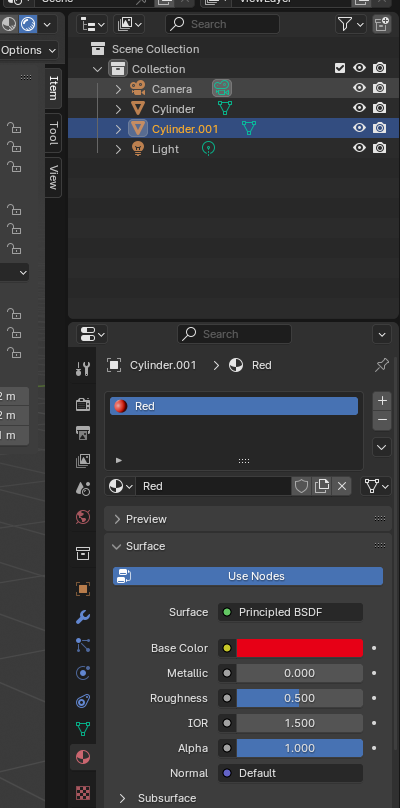 Scene
ViewLayer
Search
Options
Scene Collection
Item
Collection
Camera
Cylinder
Tool
Cylinder.001
Light
View
Search
Cylinder.001 > Red
Red
2 m
2 m
1 m
Red
Preview
Surface
Use Nodes
Surface Principled BSDF
Base Color
Metallic 0.000
Roughness 0.500
IOR 1.500
Alpha 1.000
Normal Default
Subsurface